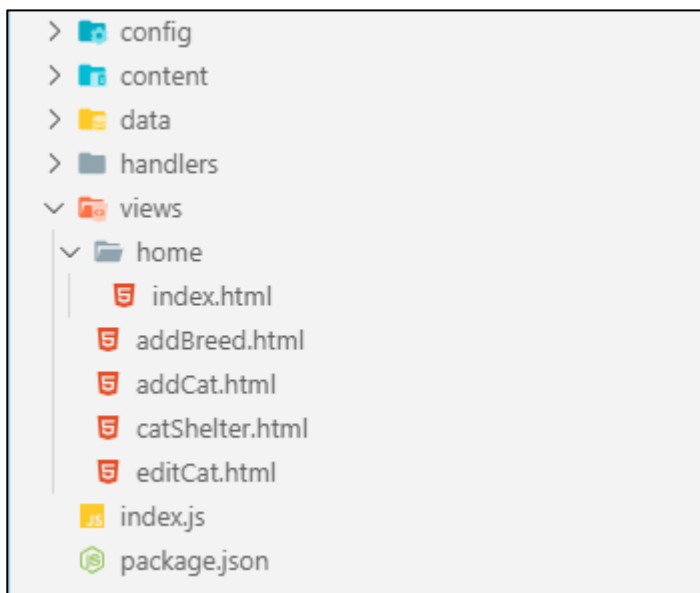 config
content
data
handlers
views
home
index.html
addBreed.html
addCat.html
catShelter.html
editCat.html
JS index.js
package.json